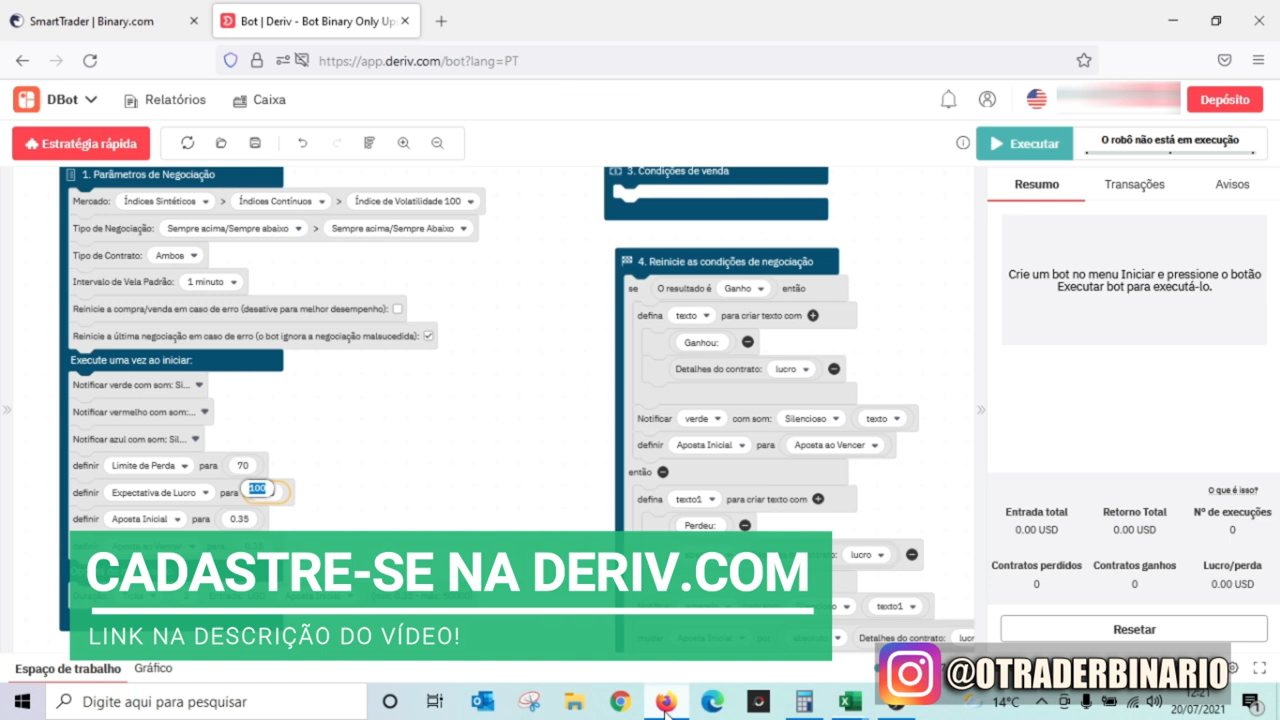 SmartTrader | Binary.com
Bot | Deriv - Bot Binary Only Up
https://app.deriv.com/bot?lang=PT
DBot
Relatórios
Caixa
Depósito
Estratégia rápida
Executar
O robô não está em execução
1. Parâmetros de Negociação
Mercado: Índices Sintéticos > Índices Contínuos > Índice de Volatilidade 100
Tipo de Negociação: Sempre acima/Sempre abaixo > Sempre acima/Sempre Abaixo
Tipo de Contrato: Ambos
Intervalo de Vela Padrão: 1 minuto
Reinicie a compra/venda em caso de erro (desative para melhor desempenho):
Reinicie a última negociação em caso de erro (o bot ignora a negociação malsucedida):
Execute uma vez ao iniciar:
Notificar verde com som: Si...
Notificar vermelho com som:...
Notificar azul com som: Sil...
definir Limite de Perda para 70
definir Expectativa de Lucro para 100
definir Aposta Inicial para 0.35
3. Condições de venda
4. Reinicie as condições de negociação
se O resultado é Ganho então
defina texto para criar texto com
Ganhou:
Detalhes do contrato: lucro
Notificar verde com som: Silencioso texto
definir Aposta Inicial para Aposta ao Vencer
então
defina texto1 para criar texto com
Perdeu:
lucro
texto1
Detalhes do contrato: lucr
Resumo
Transações
Avisos
Crie um bot no menu Iniciar e pressione o botão
Executar bot para executá-lo.
O que é isso?
Entrada total
Retorno Total
Nº de execuções
0.00 USD
0.00 USD
0
Contratos perdidos
Contratos ganhos
Lucro/perda
0
0
0.00 USD
Resetar
CADASTRE-SE NA DERIV.COM
LINK NA DESCRIÇÃO DO VÍDEO!
Espaço de trabalho
Gráfico
@OTRADERBINARIO
Digite aqui para pesquisar
14°C
12:21
20/07/2021
1